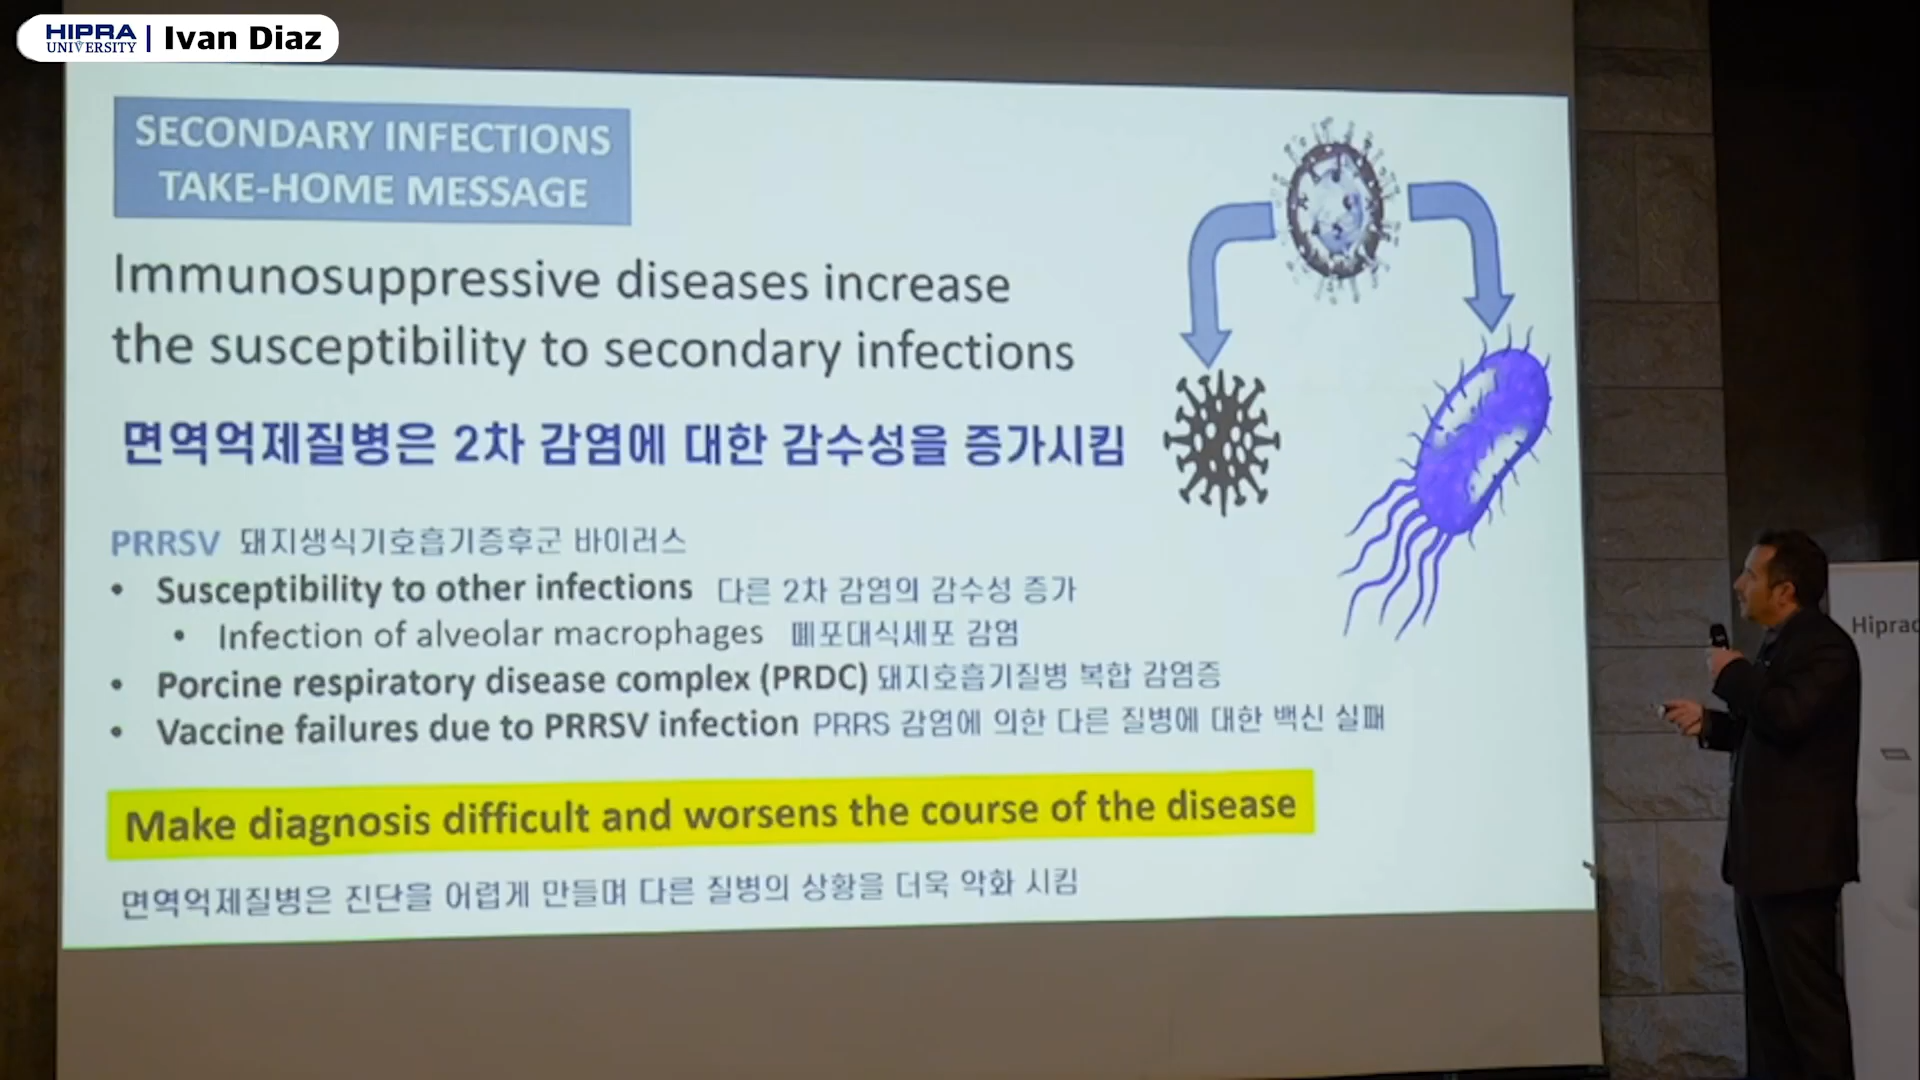 HIPRA
UNIVERSITY
Ivan Diaz
SECONDARY INFECTIONS
TAKE-HOME MESSAGE
Immunosuppressive diseases increase
the susceptibility to secondary infections
면역억제질병은 2차 감염에 대한 감수성을 증가시킴
PRRSV 돼지생식기호흡기증후군 바이러스
• Susceptibility to other infections 다른 2차 감염의 감수성 증가
• Infection of alveolar macrophages 폐포대식세포 감염
• Porcine respiratory disease complex (PRDC) 돼지호흡기질병 복합 감염증
• Vaccine failures due to PRRSV infection PRRS 감염에 의한 다른 질병에 대한 백신 실패
Make diagnosis difficult and worsens the course of the disease
면역억제질병은 진단을 어렵게 만들며 다른 질병의 상황을 더욱 악화 시킴